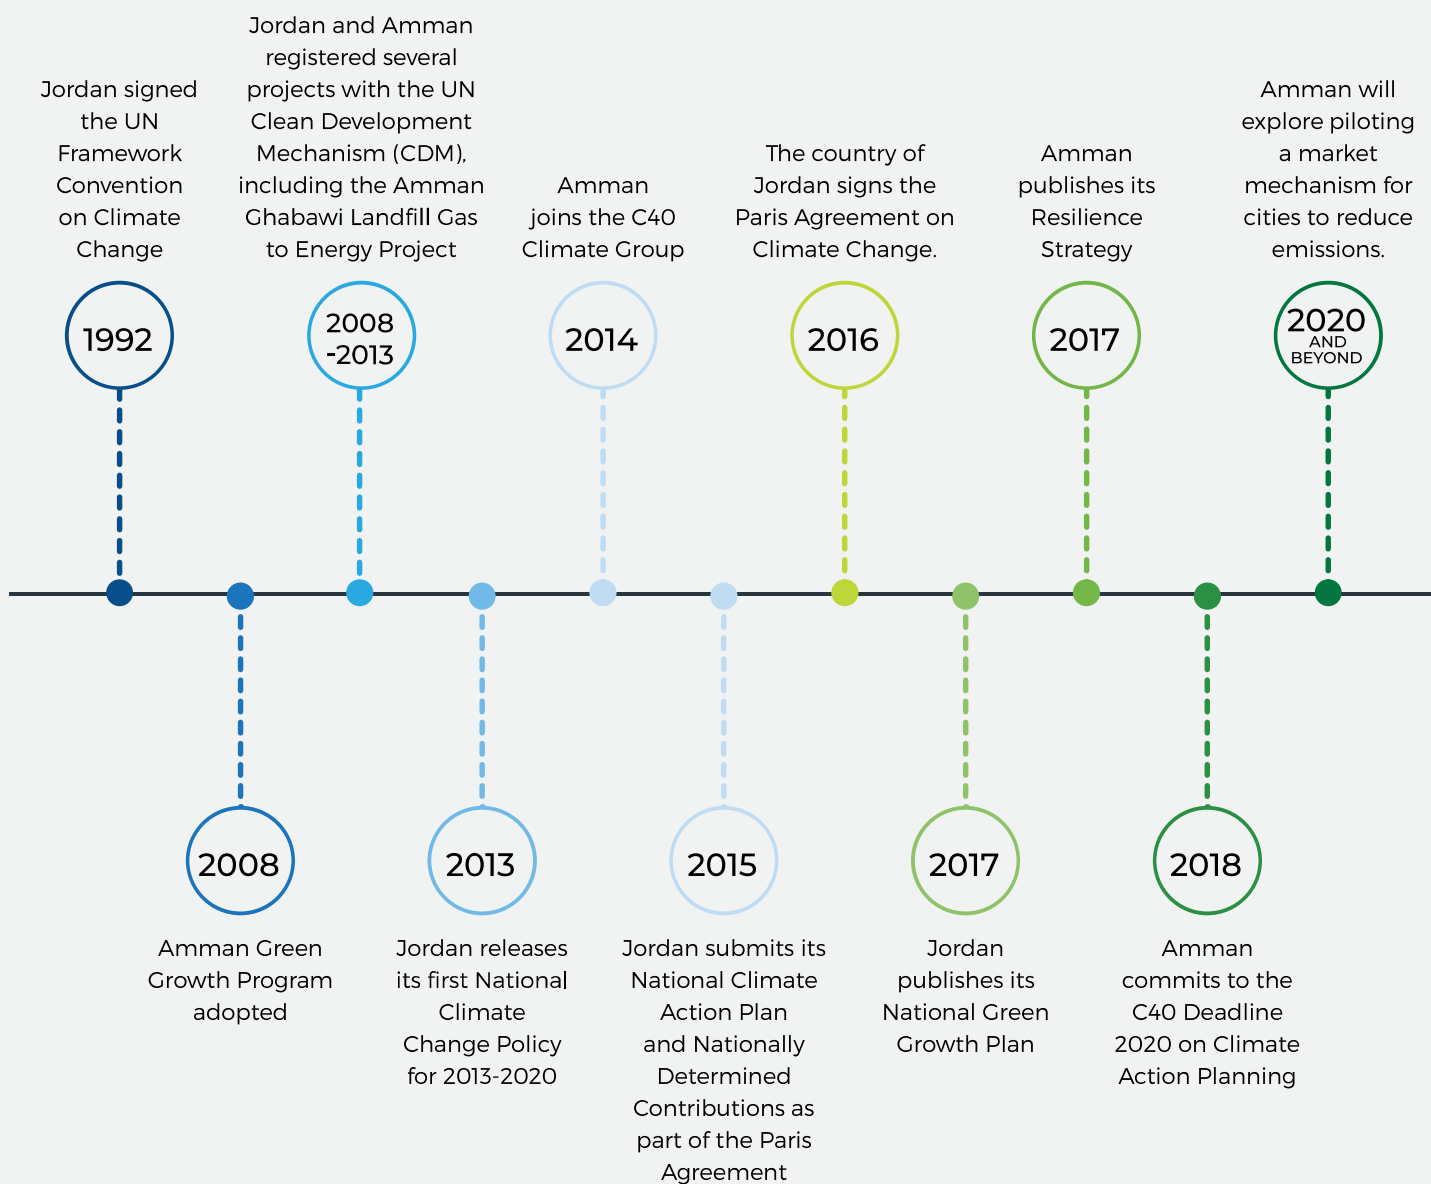 Jordan signed
the UN
Framework
Convention
on Climate
Change
1992
Amman Green
Growth Program
adopted
2008
Jordan and Amman
registered several
projects with the UN
Clean Development
Mechanism (CDM),
including the Amman
Ghabawi Landfill Gas
to Energy Project
2008
-2013
2013
Jordan releases
its first National
Climate
Change Policy
for 2013-2020
Amman
joins the C40
Climate Group
2014
2015
Jordan submits its
National Climate
Action Plan
and Nationally
Determined
Contributions as
part of the Paris
Agreement
The country of
Jordan signs the
Paris Agreement on
Climate Change.
2016
2017
Jordan
publishes its
National Green
Growth Plan
Amman
publishes its
Resilience
Strategy
2017
2018
Amman
commits to the
C40 Deadline
2020 on Climate
Action Planning
Amman will
explore piloting
a market
mechanism for
cities to reduce
emissions.
2020
AND
BEYOND